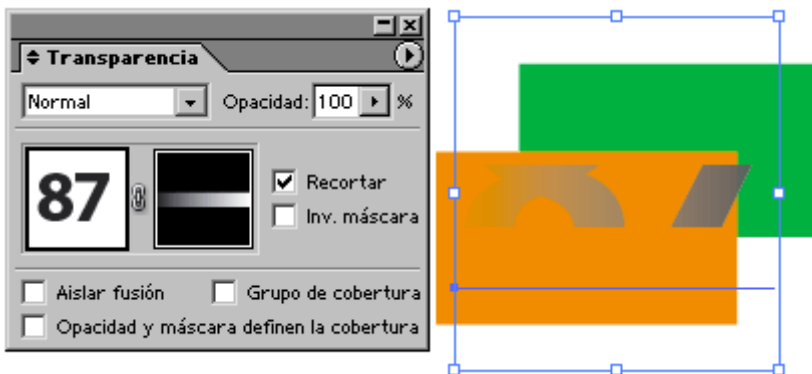 Transparencia
Normal Opacidad: 100 %
87
Recortar
Inv. máscara
Aislar fusión Grupo de cobertura
Opacidad y máscara definen la cobertura